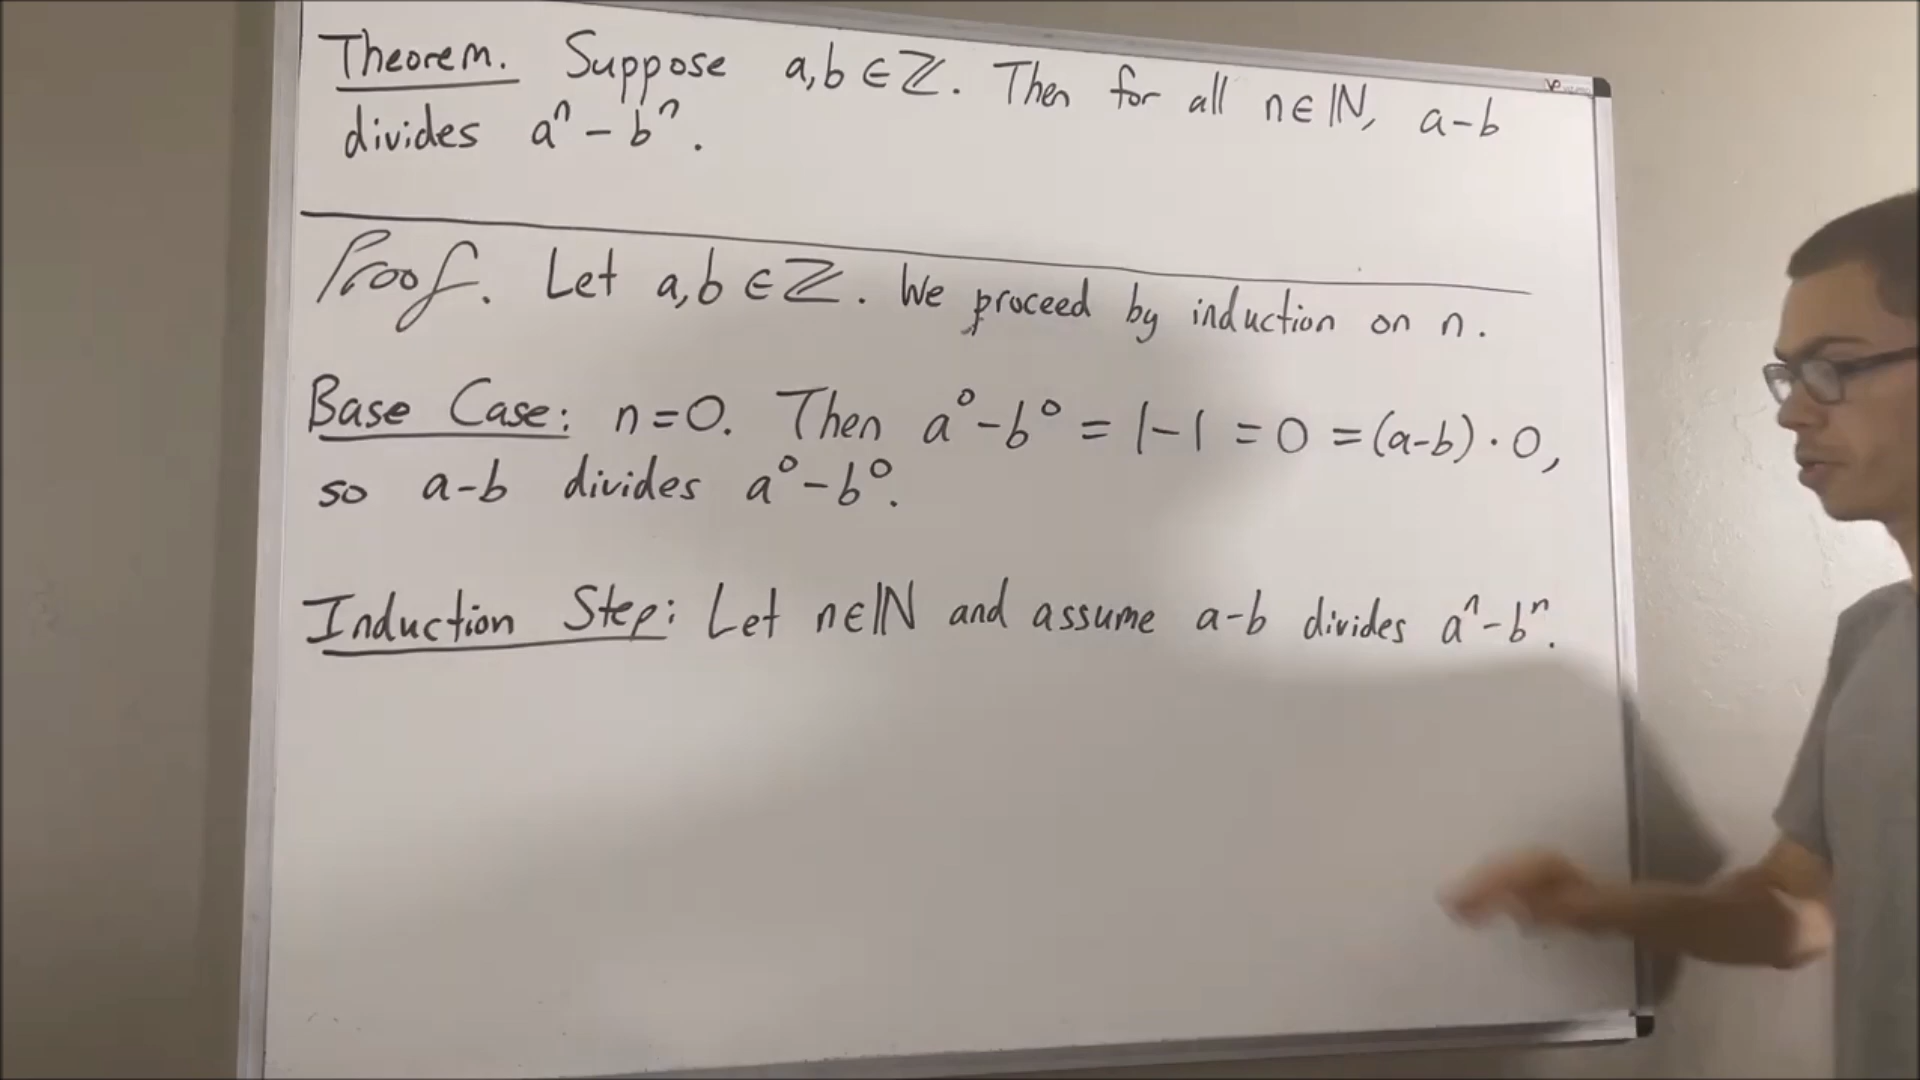 Theorem. Suppose a,b ∈ ℤ. Then for all n ∈ ℕ, a-b
divides aⁿ - bⁿ.
Proof. Let a,b ∈ ℤ. We proceed by induction on n.
Base Case: n=0. Then a⁰ - b⁰ = 1 - 1 = 0 = (a-b) · 0,
so a-b divides a⁰ - b⁰.
Induction Step: Let n ∈ ℕ and assume a-b divides aⁿ - bⁿ.